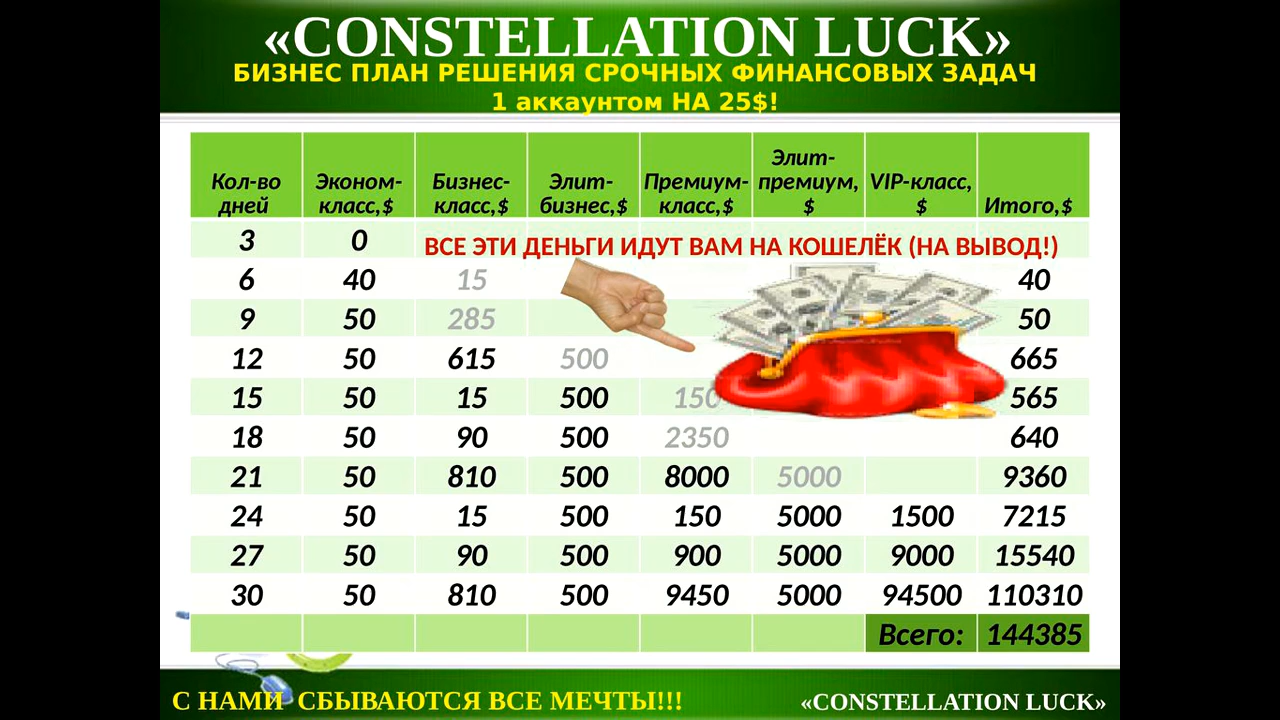 «CONSTELLATION LUCK»
БИЗНЕС ПЛАН РЕШЕНИЯ СРОЧНЫХ ФИНАНСОВЫХ ЗАДАЧ
1 аккаунтом НА 25$!
Кол-во дней Эконом-класс,$ Бизнес-класс,$ Элит-бизнес,$ Премиум-класс,$ Элит-премиум,$ VIP-класс,$ Итого,$
3 0 ВСЕ ЭТИ ДЕНЬГИ ИДУТ ВАМ НА КОШЕЛЁК (НА ВЫВОД!)
6 40 15 40
9 50 285 50
12 50 615 500 665
15 50 15 500 150 565
18 50 90 500 2350 640
21 50 810 500 8000 5000 9360
24 50 15 500 150 5000 1500 7215
27 50 90 500 900 5000 9000 15540
30 50 810 500 9450 5000 94500 110310
Всего: 144385
С НАМИ СБЫВАЮТСЯ ВСЕ МЕЧТЫ!!!
«CONSTELLATION LUCK»